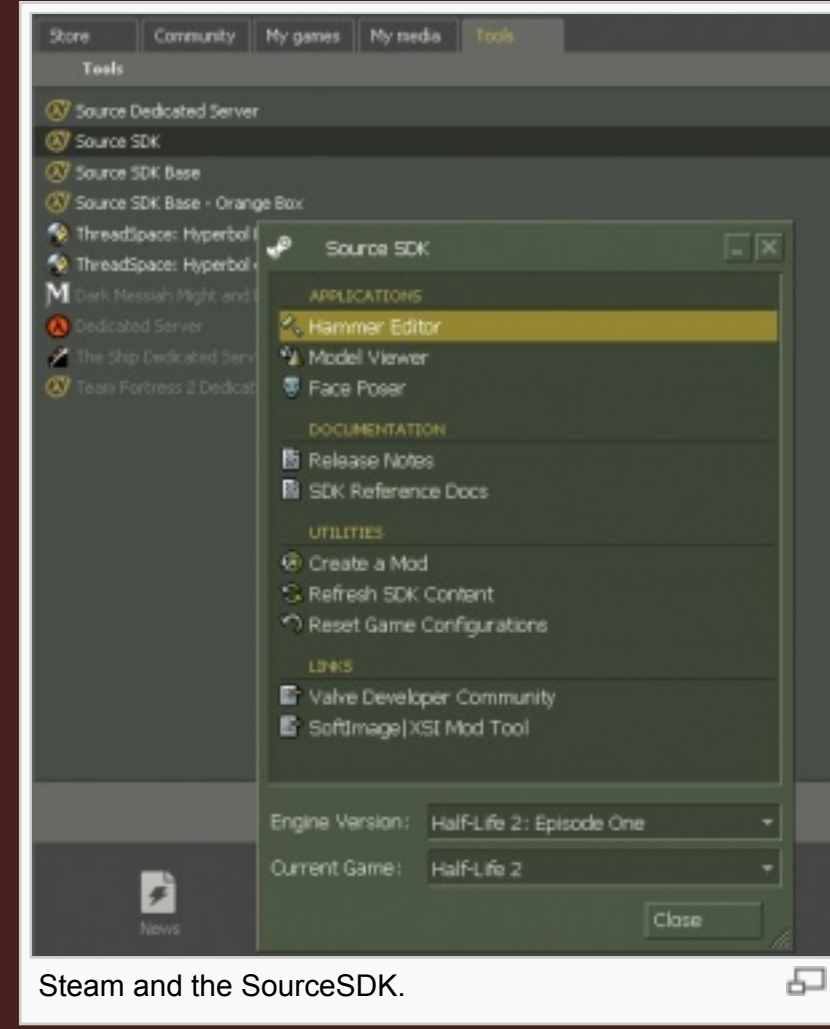 Store Community My games My media Tools
Tools
Source Dedicated Server
Source SDK
Source SDK Base
Source SDK Base - Orange Box
ThreadSpace: Hyperbol
ThreadSpace: Hyperbol
Dark Messiah Might and
Dedicated Server
The Ship Dedicated Serv
Team Fortress 2 Dedicat
Source SDK
APPLICATIONS
Hammer Editor
Model Viewer
Face Poser
DOCUMENTATION
Release Notes
SDK Reference Docs
UTILITIES
Create a Mod
Refresh SDK Content
Reset Game Configurations
LINKS
Valve Developer Community
SoftImage|XSI Mod Tool
Engine Version: Half-Life 2: Episode One
Current Game: Half-Life 2
Close
News
Steam and the SourceSDK.